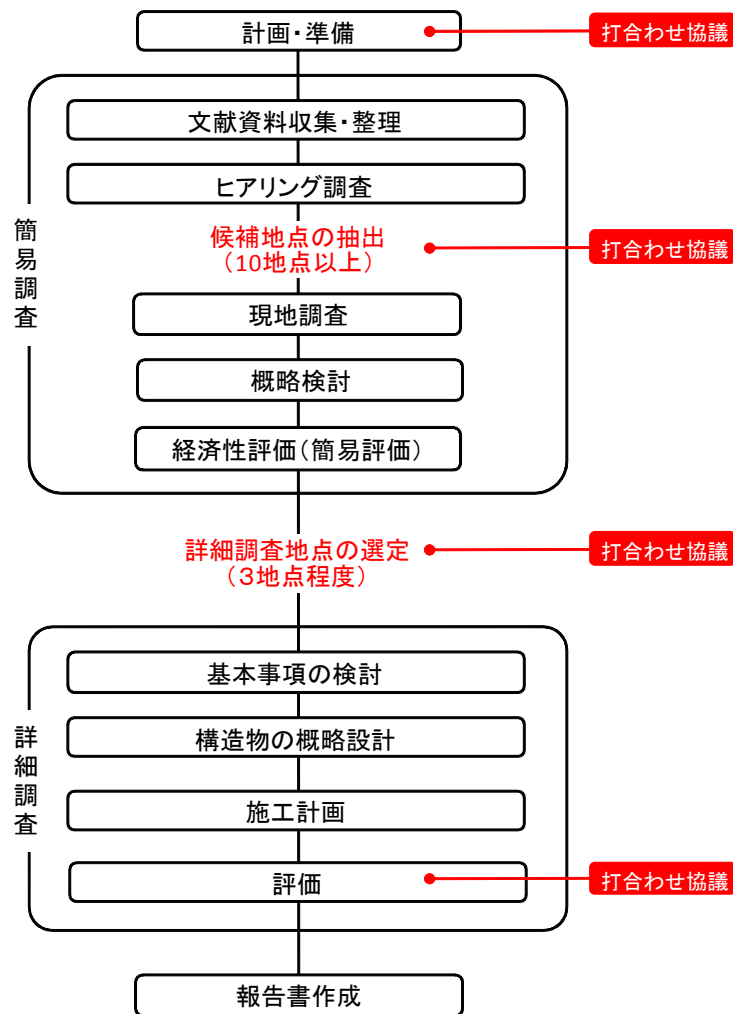 計画・準備
打合わせ協議
文献資料収集・整理
ヒアリング調査
簡易調査
候補地点の抽出
（10地点以上）
打合わせ協議
現地調査
概略検討
経済性評価（簡易評価）
詳細調査地点の選定
（３地点程度）
打合わせ協議
基本事項の検討
構造物の概略設計
詳細調査
施工計画
評価
打合わせ協議
報告書作成